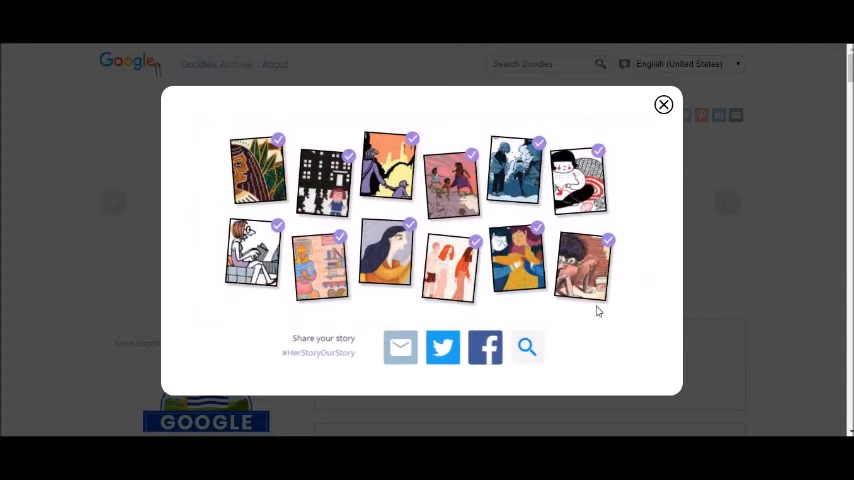 Google
Doodles Archive About
Search Doodles
English (United States)
Share your story
#HerStoryOurStory
GOOGLE